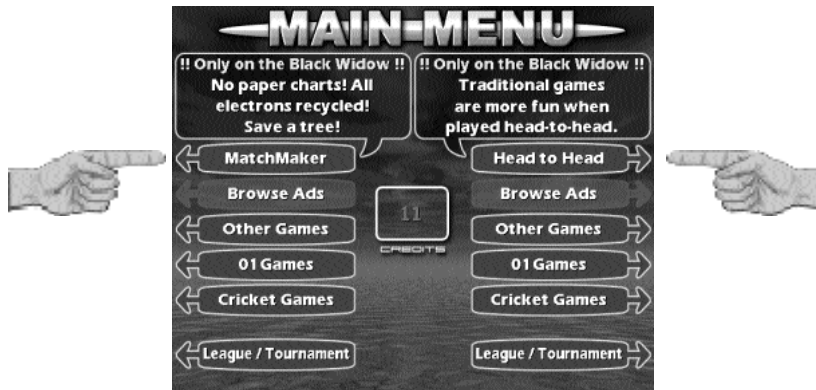 MAIN-MENU
!! Only on the Black Widow !!
No paper charts! All
electrons recycled!
Save a tree!
!! Only on the Black Widow !!
Traditional games
are more fun when
played head-to-head.
MatchMaker
Head to Head
Browse Ads
Browse Ads
11
CREDITS
Other Games
Other Games
01 Games
01 Games
Cricket Games
Cricket Games
League / Tournament
League / Tournament